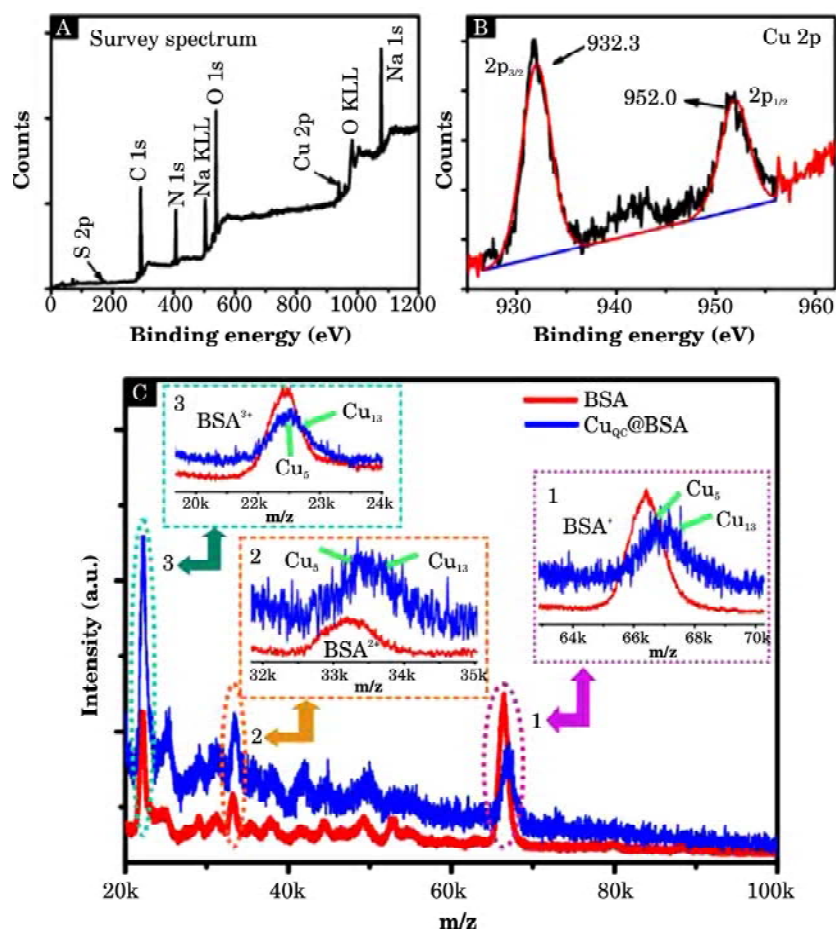 A
Survey spectrum
Counts
S 2p
C 1s
N 1s
Na KLL
O 1s
Cu 2p
O KLL
Na 1s
0 200 400 600 800 1000 1200
Binding energy (eV)
B
Cu 2p
Counts
2p3/2
932.3
952.0
2p1/2
930 940 950 960
Binding energy (eV)
C
BSA
CuQC@BSA
Intensity (a.u.)
3
BSA3+
Cu13
Cu5
20k 22k 23k 24k
m/z
3
2
Cu5
Cu13
BSA2+
32k 33k 34k 35k
m/z
2
1
Cu5
BSA+
Cu13
64k 66k 68k 70k
m/z
1
20k 40k 60k 80k 100k
m/z